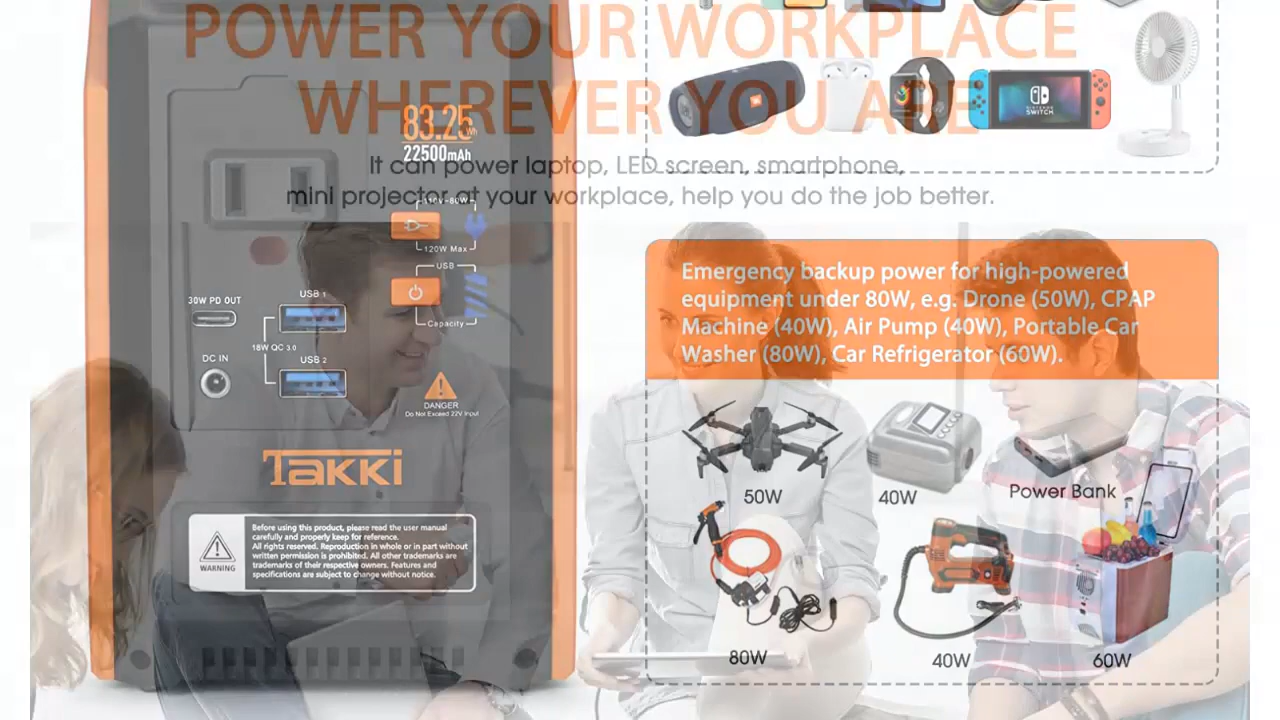 POWER YOUR WORKPLACE
WHEREVER YOU ARE
It can power laptop, LED screen, smartphone,
mini projector at your workplace, help you do the job better.
83.25Wh
22500mAh
110V~80W
120W Max
USB
Capacity
30W PD OUT
USB 1
18W QC 3.0
DC IN
USB 2
DANGER
Do Not Exceed 22V Input
TAKKI
WARNING
Before using this product, please read the user manual
carefully and properly keep for reference.
All rights reserved. Reproduction in whole or in part without
written permission is prohibited. All other trademarks are
trademarks of their respective owners. Features and
specifications are subject to change without notice.
JBL
NINTENDO
SWITCH
Emergency backup power for high-powered
equipment under 80W, e.g. Drone (50W), CPAP
Machine (40W), Air Pump (40W), Portable Car
Washer (80W), Car Refrigerator (60W).
50W
40W
Power Bank
80W
40W
60W